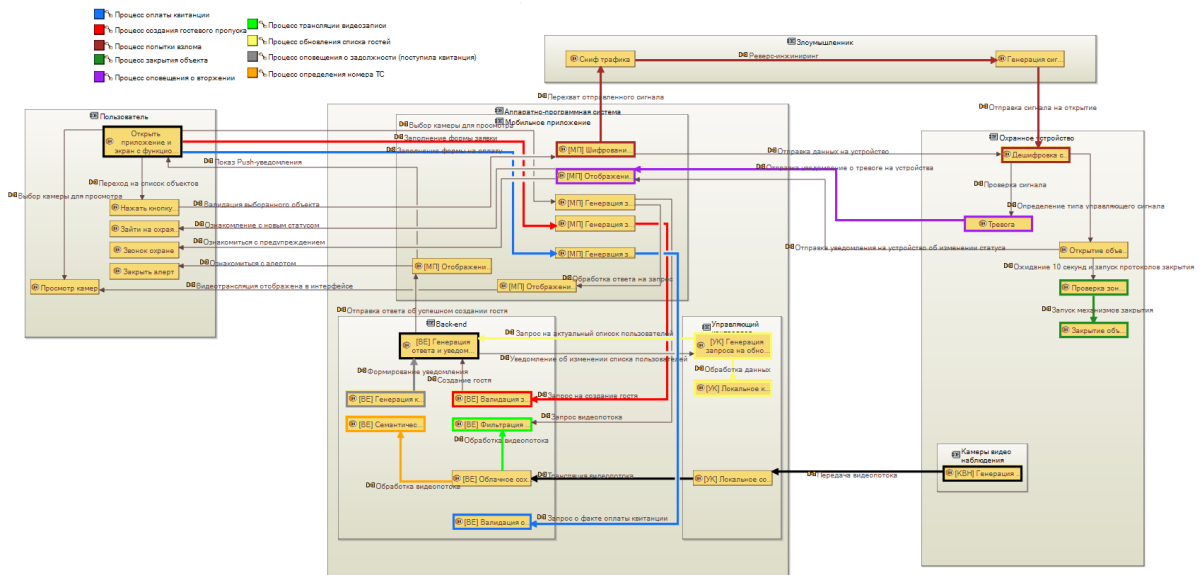 Процесс оплаты квитанции
Процесс создания гостевого пропуска
Процесс попытки взлома
Процесс закрытия объекта
Процесс оповещения о вторжении
Процесс трансляции видеозаписи
Процесс обновления списка гостей
Процесс оповещения о задолжности (поступила квитанция)
Процесс определения номера ТС
Злоумышленник
Сниф трафика
Реверс-инжиниринг
Генерация сиг...
Перехват отправленного сигнала
Отправка сигнала на открытие
Пользователь
Открыть
приложение и
экран с функцио...
Переход на список объектов
Выбор камеры для просмотра
Нажать кнопку...
Зайти на охра...
Звонок охране
Закрыть алерт
Просмотр камер
Аппаратно-программная система
Мобильное приложение
Выбор камеры для просмотра
Заполнение формы заявки
Заполнение формы на оплату
Показ Push-уведомления
Валидация выбранного объекта
Ознакомление с новым статусом
Ознакомиться с предупреждением
Ознакомиться с алертом
Видеотрансляция отображена в интерфейсе
[МП] Шифровани...
[МП] Отображени...
[МП] Генерация з...
[МП] Генерация з...
[МП] Генерация з...
[МП] Отображени...
[МП] Отображени...
Обработка ответа на запрос
Отправка данных на устройство
Отправка уведомления о тревоге на устройства
Отправка уведомления на устройство об изменении статуса
Охранное устройство
Дешифровка с...
Проверка сигнала
Определение типа управляющего сигнала
Тревога
Открытие объе...
Ожидание 10 секунд и запуск протоколов закрытия
Проверка зон...
Запуск механизмов закрытия
Закрытие объ...
Отправка ответа об успешном создании гостя
Back-end
[BE] Генерация
ответа и уведом...
Формирование уведомления
Создание гостя
[BE] Генерация к...
[BE] Валидация з...
[BE] Семантичес...
[BE] Фильтрация ...
Обработка видеопотока
[BE] Облачное сох...
Обработка видеопотока
[BE] Валидация о...
Управляющий
Запрос на актуальный список пользователей
Уведомление об изменении списка пользователей
[УК] Генерация
запроса на обно...
Обработка данных
[УК] Локальное к...
Запрос на создание гостя
Запрос видеопотока
Трансляция видеопотока
[УК] Локальное со...
Запрос о факте оплаты квитанции
Передача видеопотока
Камеры видео
наблюдения
[КВН] Генерация ...